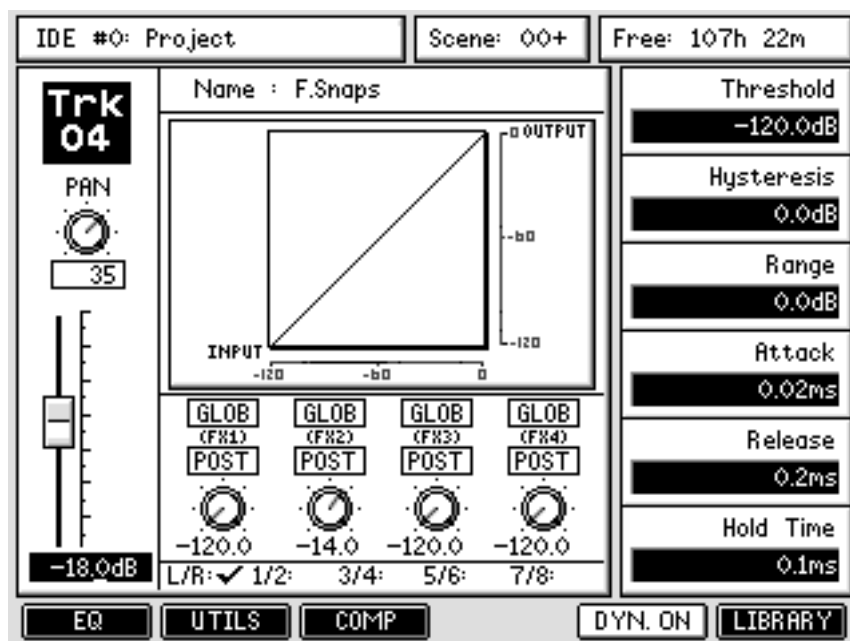 IDE #0: Project
Scene: 00+
Free: 107h 22m
Trk
04
PAN
35
-18.0dB
Name : F.Snaps
0 OUTPUT
-60
-120
INPUT
-120 -60 0
GLOB GLOB GLOB GLOB
(FX1) (FX2) (FX3) (FX4)
POST POST POST POST
-120.0 -14.0 -120.0 -120.0
L/R:✓ 1/2: 3/4: 5/6: 7/8:
Threshold
-120.0dB
Hysteresis
0.0dB
Range
0.0dB
Attack
0.02ms
Release
0.2ms
Hold Time
0.1ms
EQ UTILS COMP DYN. ON LIBRARY